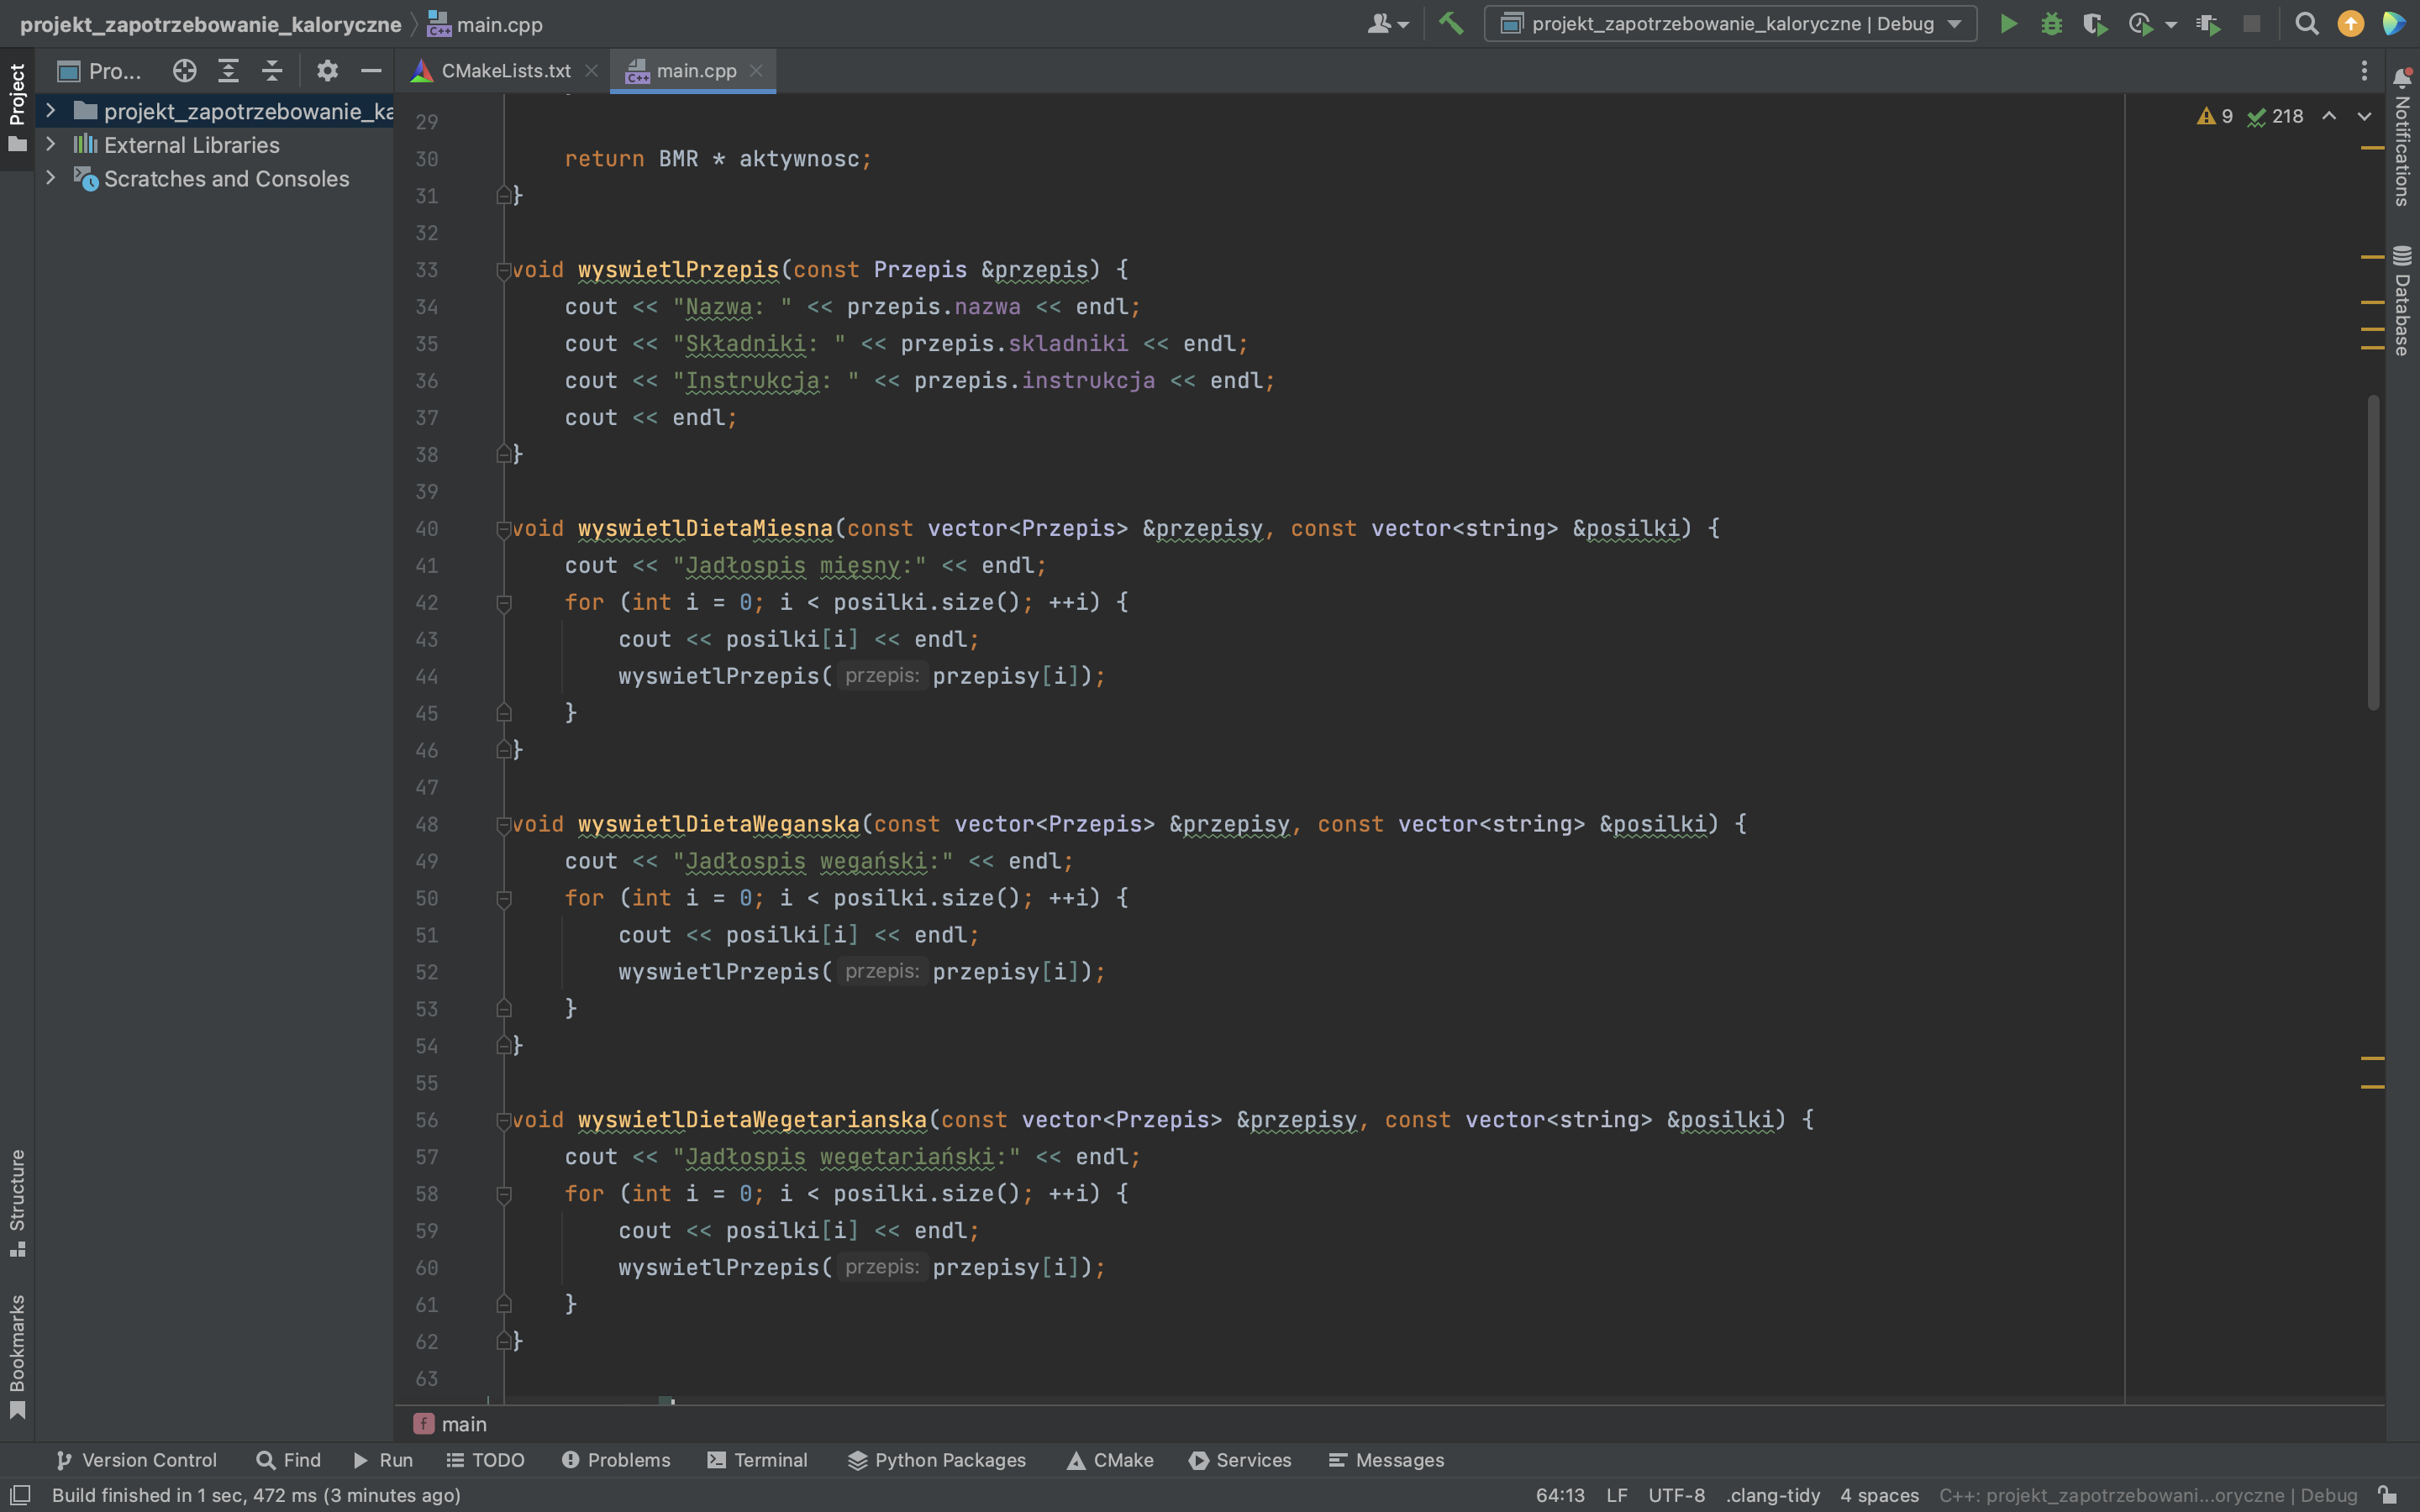 projekt_zapotrzebowanie_kaloryczne 〉 main.cpp
projekt_zapotrzebowanie_kaloryczne | Debug
Project
Pro...
CMakeLists.txt
main.cpp
projekt_zapotrzebowanie_ka
External Libraries
Scratches and Consoles
9 218
29
30 return BMR * aktywnosc;
31 }
32
33 void wyswietlPrzepis(const Przepis &przepis) {
34 cout << "Nazwa: " << przepis.nazwa << endl;
35 cout << "Składniki: " << przepis.skladniki << endl;
36 cout << "Instrukcja: " << przepis.instrukcja << endl;
37 cout << endl;
38 }
39
40 void wyswietlDietaMiesna(const vector<Przepis> &przepisy, const vector<string> &posilki) {
41 cout << "Jadłospis mięsny:" << endl;
42 for (int i = 0; i < posilki.size(); ++i) {
43 cout << posilki[i] << endl;
44 wyswietlPrzepis( przepis: przepisy[i]);
45 }
46 }
47
48 void wyswietlDietaWeganska(const vector<Przepis> &przepisy, const vector<string> &posilki) {
49 cout << "Jadłospis wegański:" << endl;
50 for (int i = 0; i < posilki.size(); ++i) {
51 cout << posilki[i] << endl;
52 wyswietlPrzepis( przepis: przepisy[i]);
53 }
54 }
55
56 void wyswietlDietaWegetarianska(const vector<Przepis> &przepisy, const vector<string> &posilki) {
57 cout << "Jadłospis wegetariański:" << endl;
58 for (int i = 0; i < posilki.size(); ++i) {
59 cout << posilki[i] << endl;
60 wyswietlPrzepis( przepis: przepisy[i]);
61 }
62 }
63
Notifications
Database
Structure
Bookmarks
f main
Version Control Find Run TODO Problems Terminal Python Packages CMake Services Messages
Build finished in 1 sec, 472 ms (3 minutes ago)
64:13 LF UTF-8 .clang-tidy 4 spaces C++: projekt_zapotrzebowani...oryczne | Debug